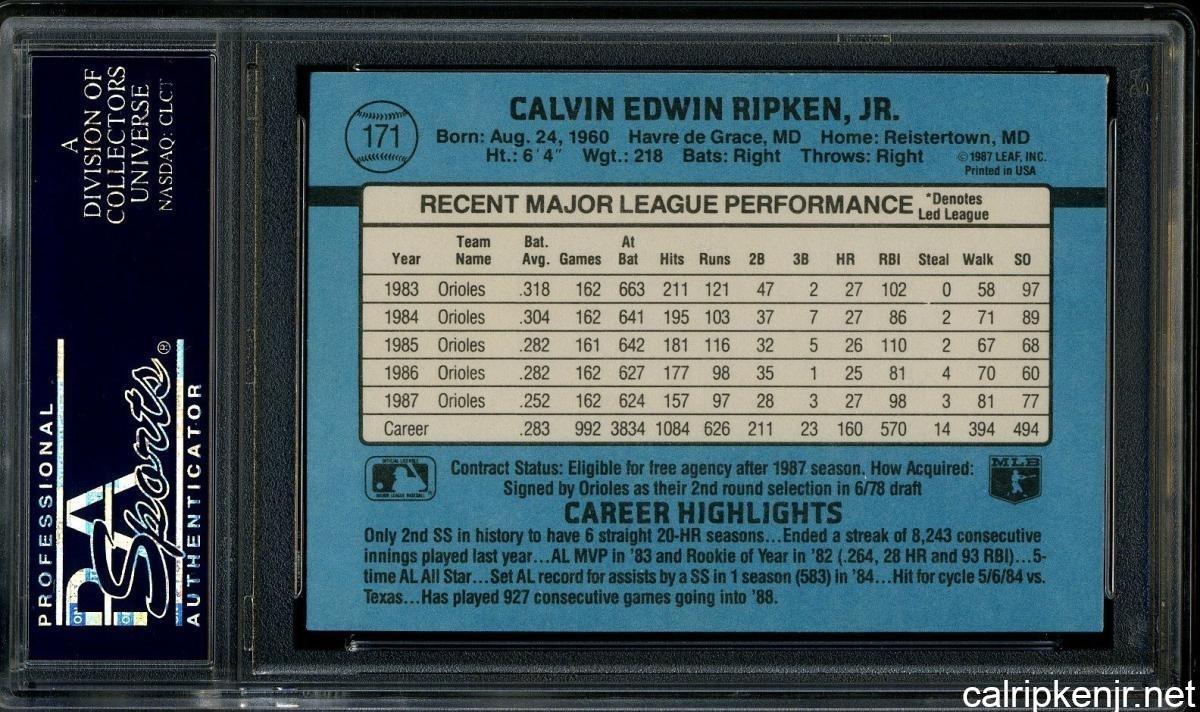 A
DIVISION OF
COLLECTORS
UNIVERSE
NASDAQ: CLCT
PROFESSIONAL
PSA
Sports®
AUTHENTICATOR
171
CALVIN EDWIN RIPKEN, JR.
Born: Aug. 24, 1960 Havre de Grace, MD Home: Reistertown, MD
Ht.: 6'4" Wgt.: 218 Bats: Right Throws: Right
©1987 LEAF, INC.
Printed in USA
RECENT MAJOR LEAGUE PERFORMANCE *Denotes
Led League
Year Team Name Bat. Avg. Games At Bat Hits Runs 2B 3B HR RBI Steal Walk SO
1983 Orioles .318 162 663 211 121 47 2 27 102 0 58 97
1984 Orioles .304 162 641 195 103 37 7 27 86 2 71 89
1985 Orioles .282 161 642 181 116 32 5 26 110 2 67 68
1986 Orioles .282 162 627 177 98 35 1 25 81 4 70 60
1987 Orioles .252 162 624 157 97 28 3 27 98 3 81 77
Career .283 992 3834 1084 626 211 23 160 570 14 394 494
OFFICIAL LICENSEE
MAJOR LEAGUE BASEBALL
Contract Status: Eligible for free agency after 1987 season. How Acquired:
Signed by Orioles as their 2nd round selection in 6/78 draft
MLB
CAREER HIGHLIGHTS
Only 2nd SS in history to have 6 straight 20-HR seasons...Ended a streak of 8,243 consecutive
innings played last year...AL MVP in '83 and Rookie of Year in '82 (.264, 28 HR and 93 RBI)...5-
time AL All Star...Set AL record for assists by a SS in 1 season (583) in '84...Hit for cycle 5/6/84 vs.
Texas...Has played 927 consecutive games going into '88.
calripkenjr.net